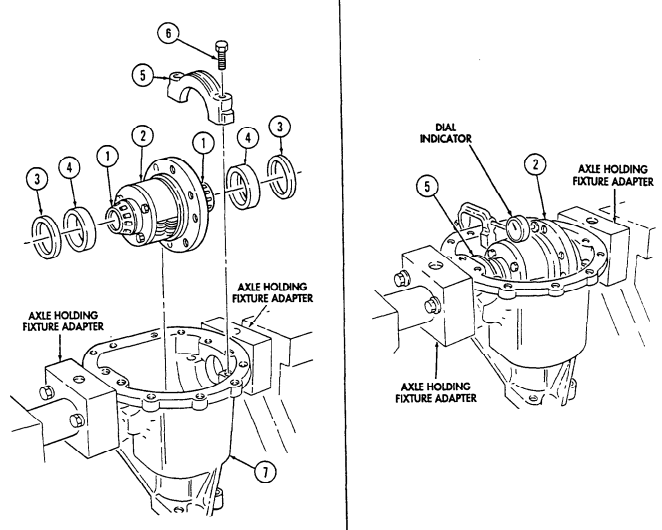 6
5
2
1
1
4
3
4
3
AXLE HOLDING
FIXTURE ADAPTER
AXLE HOLDING
FIXTURE ADAPTER
7
DIAL
INDICATOR
2
AXLE HOLDING
FIXTURE ADAPTER
5
AXLE HOLDING
FIXTURE ADAPTER